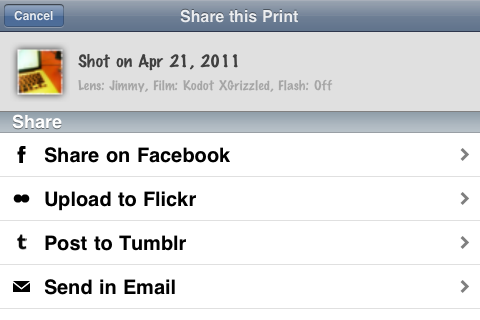 Cancel
Share this Print
Shot on Apr 21, 2011
Lens: Jimmy, Film: Kodot XGrizzled, Flash: Off
Share
Share on Facebook
Upload to Flickr
Post to Tumblr
Send in Email